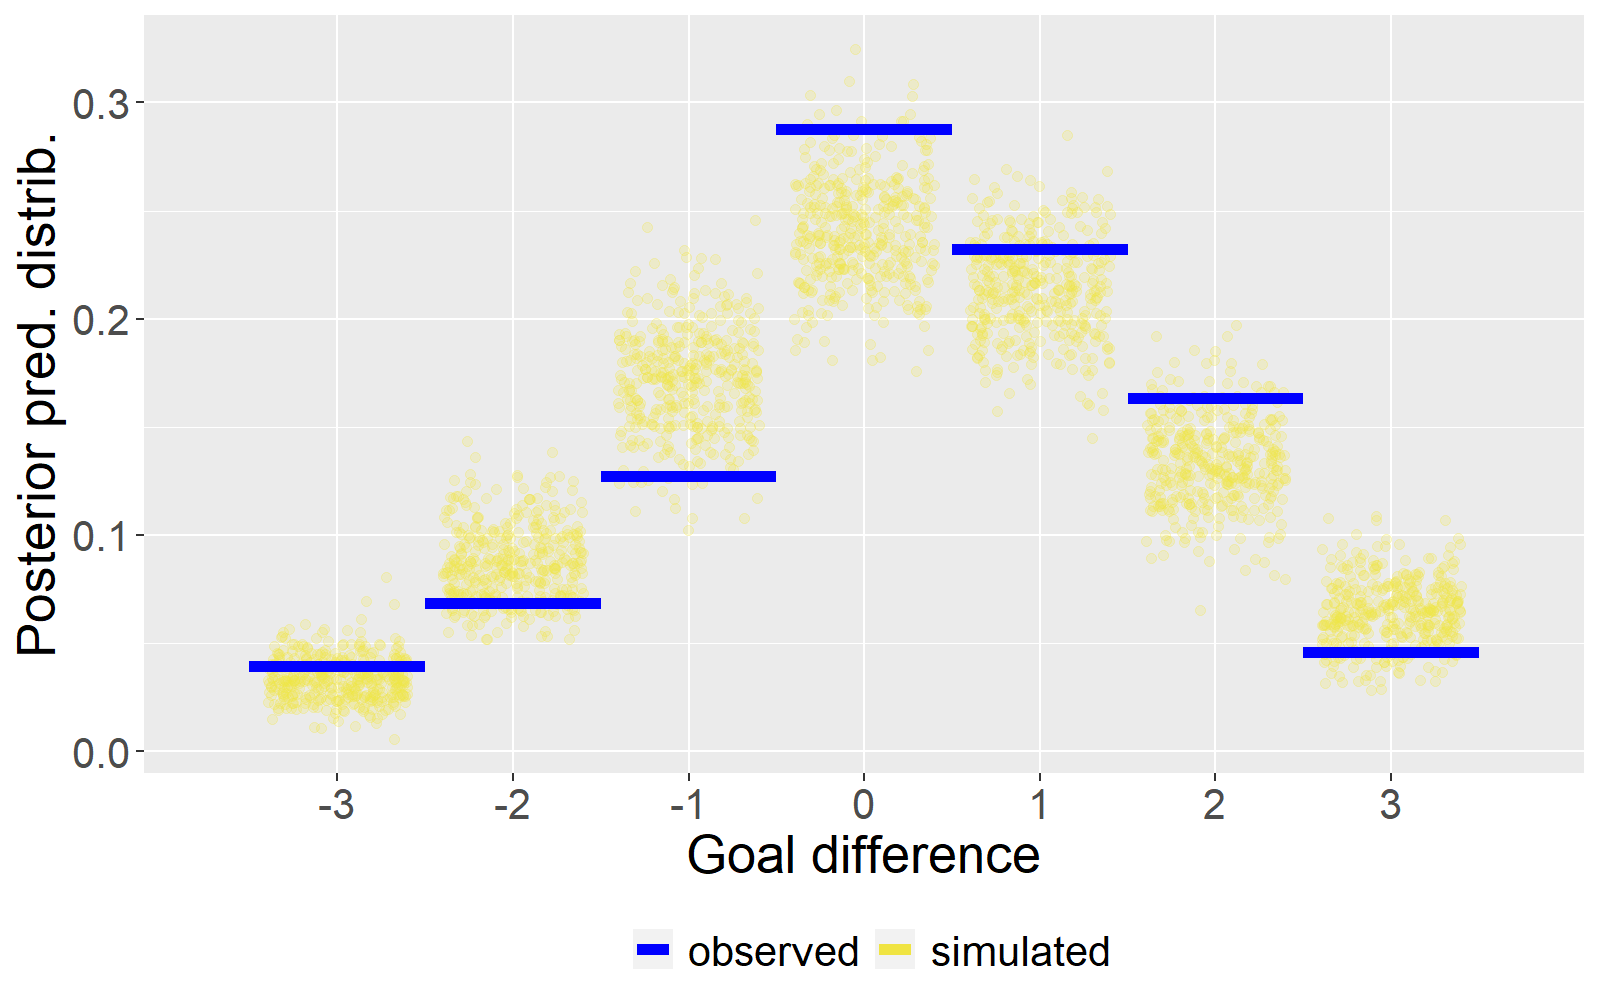 Posterior pred. distrib.
0.3
0.2
0.1
0.0
-3 -2 -1 0 1 2 3
Goal difference
observed simulated